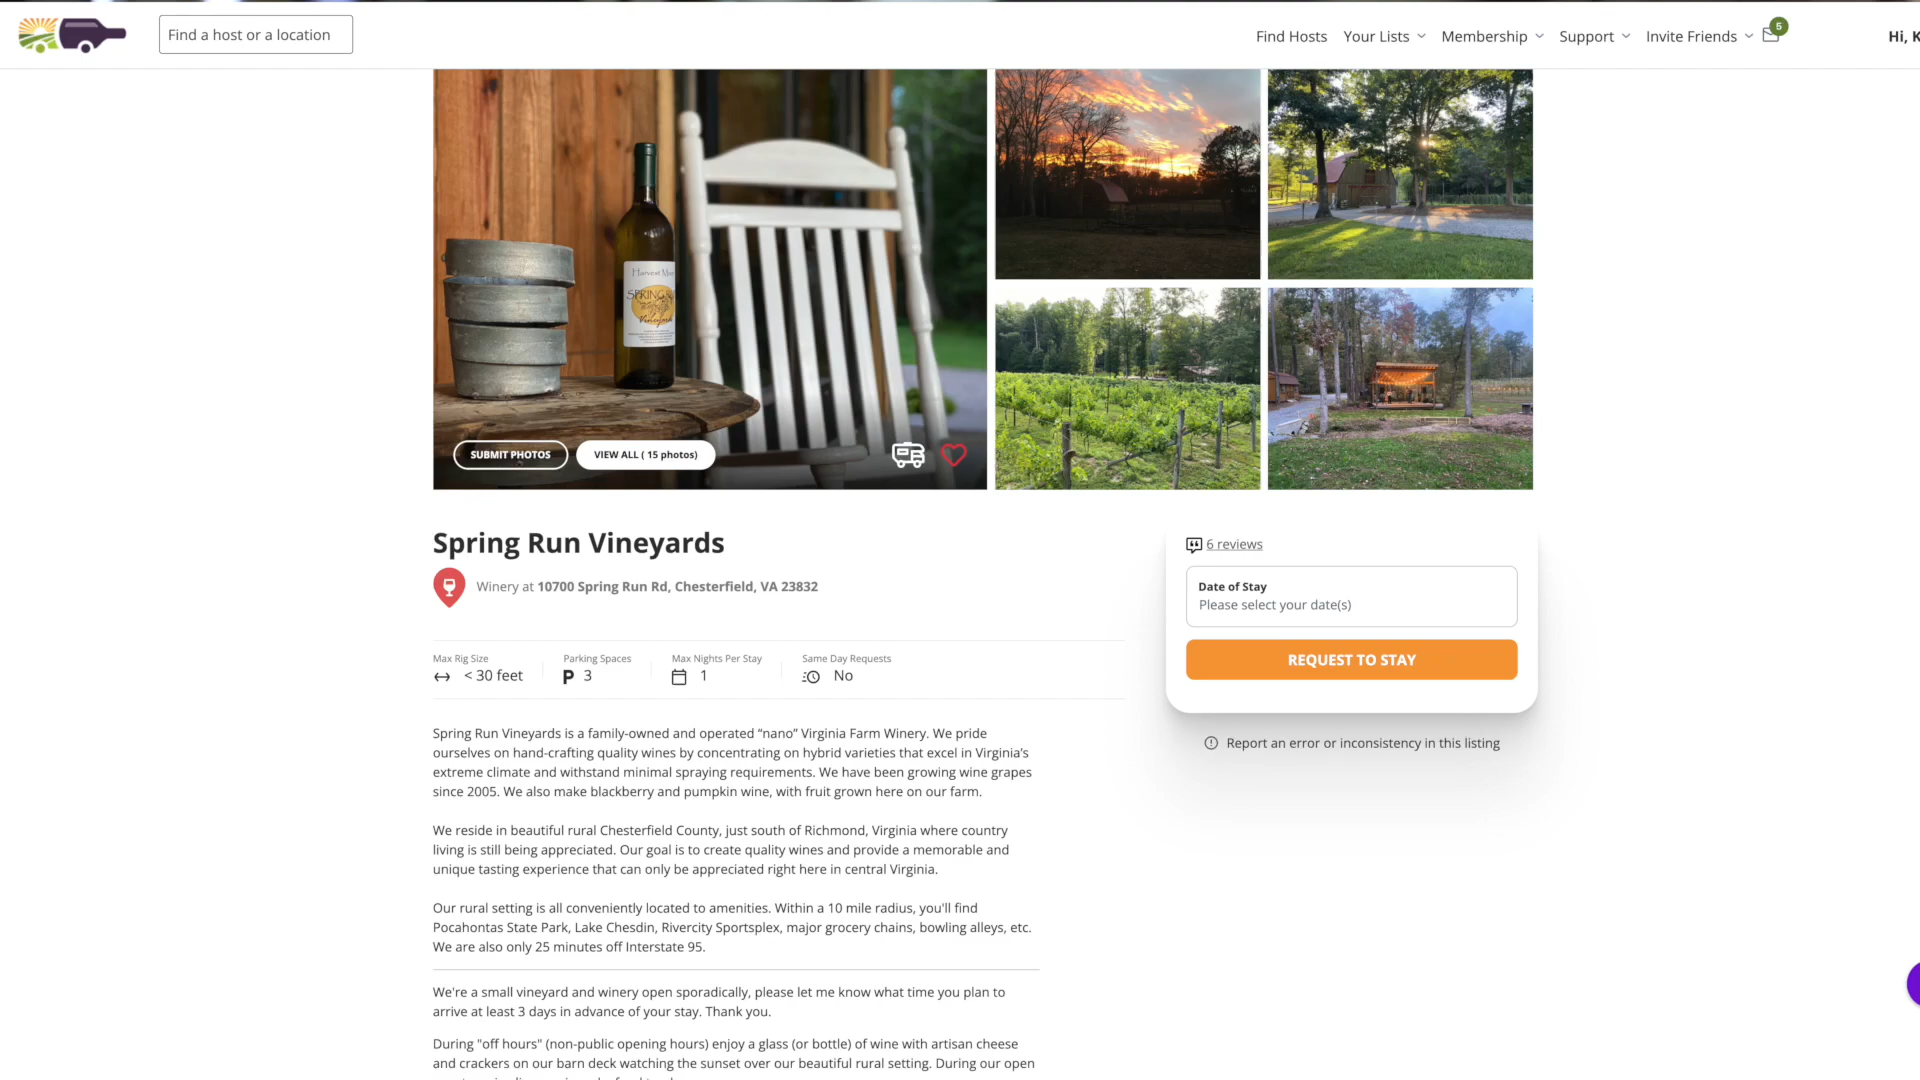 Find a host or a location
Find Hosts
Your Lists
Membership
Support
Invite Friends
5
Hi, K
Harvest Moon
SPRING
Vineyards
SUBMIT PHOTOS
VIEW ALL ( 15 photos)
Spring Run Vineyards
Winery at 10700 Spring Run Rd, Chesterfield, VA 23832
6 reviews
Date of Stay
Please select your date(s)
REQUEST TO STAY
Report an error or inconsistency in this listing
Max Rig Size
< 30 feet
Parking Spaces
P 3
Max Nights Per Stay
1
Same Day Requests
No
Spring Run Vineyards is a family-owned and operated “nano” Virginia Farm Winery. We pride
ourselves on hand-crafting quality wines by concentrating on hybrid varieties that excel in Virginia’s
extreme climate and withstand minimal spraying requirements. We have been growing wine grapes
since 2005. We also make blackberry and pumpkin wine, with fruit grown here on our farm.
We reside in beautiful rural Chesterfield County, just south of Richmond, Virginia where country
living is still being appreciated. Our goal is to create quality wines and provide a memorable and
unique tasting experience that can only be appreciated right here in central Virginia.
Our rural setting is all conveniently located to amenities. Within a 10 mile radius, you'll find
Pocahontas State Park, Lake Chesdin, Rivercity Sportsplex, major grocery chains, bowling alleys, etc.
We are also only 25 minutes off Interstate 95.
We're a small vineyard and winery open sporadically, please let me know what time you plan to
arrive at least 3 days in advance of your stay. Thank you.
During "off hours" (non-public opening hours) enjoy a glass (or bottle) of wine with artisan cheese
and crackers on our barn deck watching the sunset over our beautiful rural setting. During our open